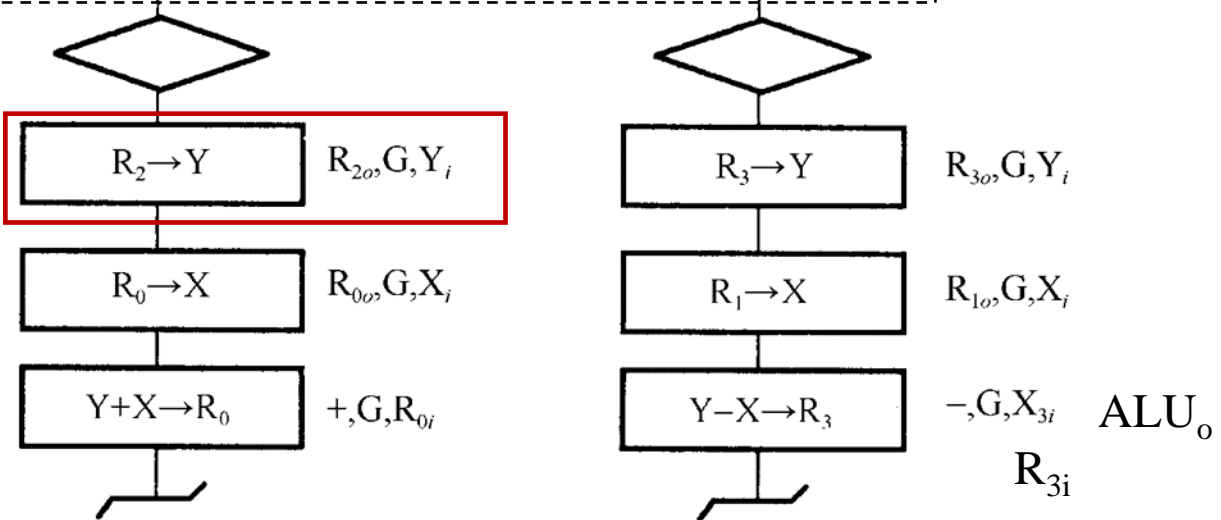 R₂→Y R₂ₒ,G,Yᵢ
R₀→X R₀ₒ,G,Xᵢ
Y+X→R₀ +,G,R₀ᵢ
R₃→Y R₃ₒ,G,Yᵢ
R₁→X R₁ₒ,G,Xᵢ
Y−X→R₃ −,G,X₃ᵢ ALUₒ
R₃ᵢ